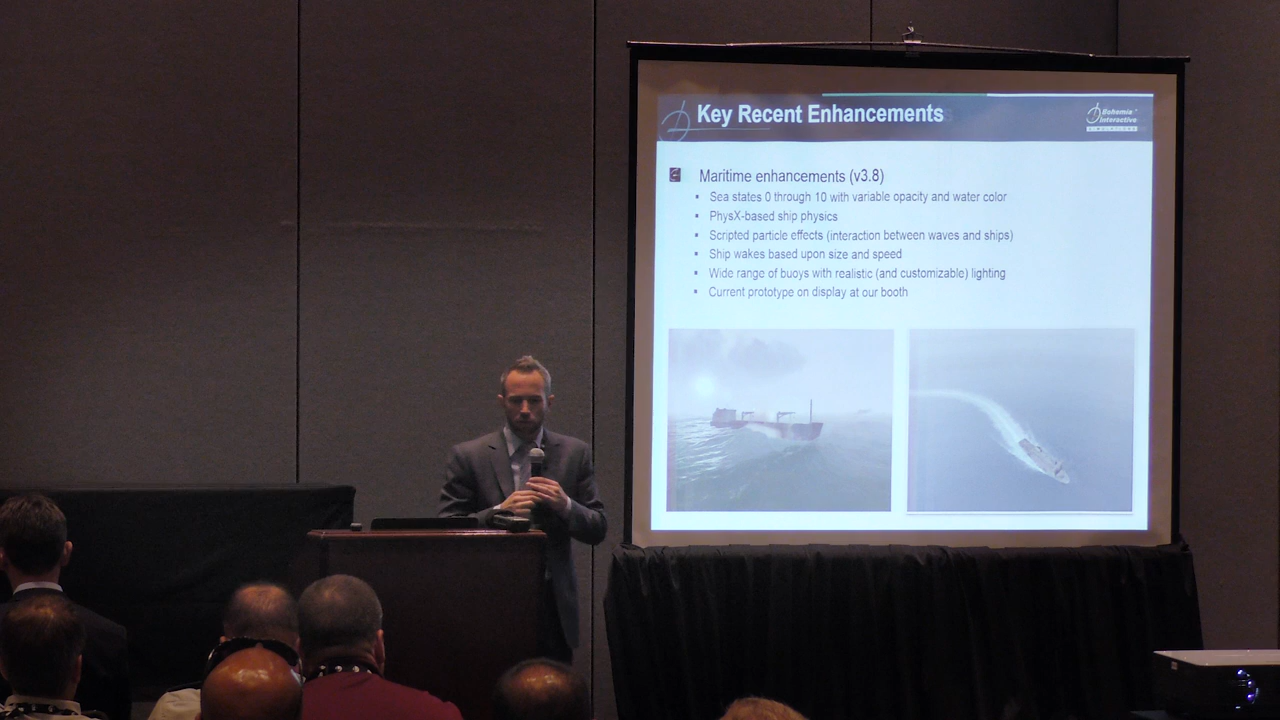 Key Recent Enhancements
Bohemia
Interactive
SIMULATIONS
Maritime enhancements (v3.8)
Sea states 0 through 10 with variable opacity and water color
PhysX-based ship physics
Scripted particle effects (interaction between waves and ships)
Ship wakes based upon size and speed
Wide range of buoys with realistic (and customizable) lighting
Current prototype on display at our booth